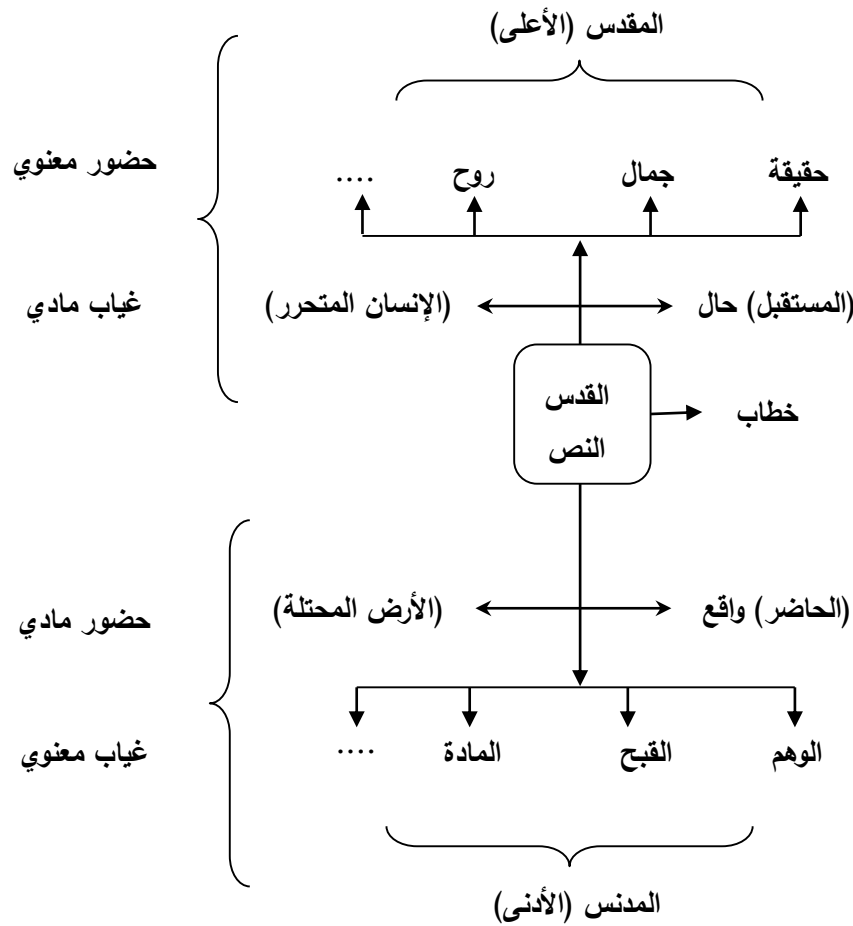 المقدس (الأعلى)
حضور معنوي
حقيقة جمال روح ....
غياب مادي
(المستقبل) حال (الإنسان المتحرر)
القدس
النص
خطاب
حضور مادي
(الحاضر) واقع (الأرض المحتلة)
غياب معنوي
الوهم القبح المادة ....
المدنس (الأدنى)